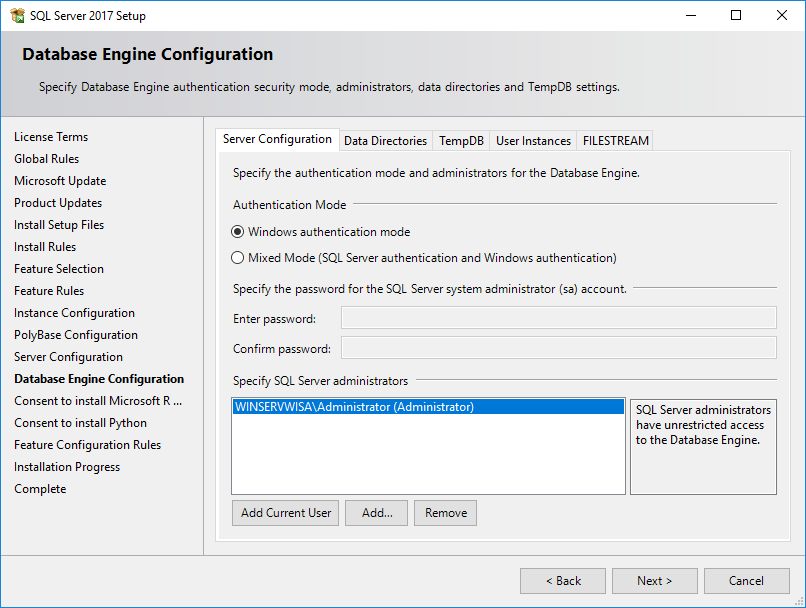 SQL Server 2017 Setup
Database Engine Configuration
Specify Database Engine authentication security mode, administrators, data directories and TempDB settings.
License Terms
Global Rules
Microsoft Update
Product Updates
Install Setup Files
Install Rules
Feature Selection
Feature Rules
Instance Configuration
PolyBase Configuration
Server Configuration
Database Engine Configuration
Consent to install Microsoft R ...
Consent to install Python
Feature Configuration Rules
Installation Progress
Complete
Server Configuration Data Directories TempDB User Instances FILESTREAM
Specify the authentication mode and administrators for the Database Engine.
Authentication Mode
Windows authentication mode
Mixed Mode (SQL Server authentication and Windows authentication)
Specify the password for the SQL Server system administrator (sa) account.
Enter password:
Confirm password:
Specify SQL Server administrators
WINSERVWISA\Administrator (Administrator)
SQL Server administrators
have unrestricted access
to the Database Engine.
Add Current User Add... Remove
< Back Next > Cancel